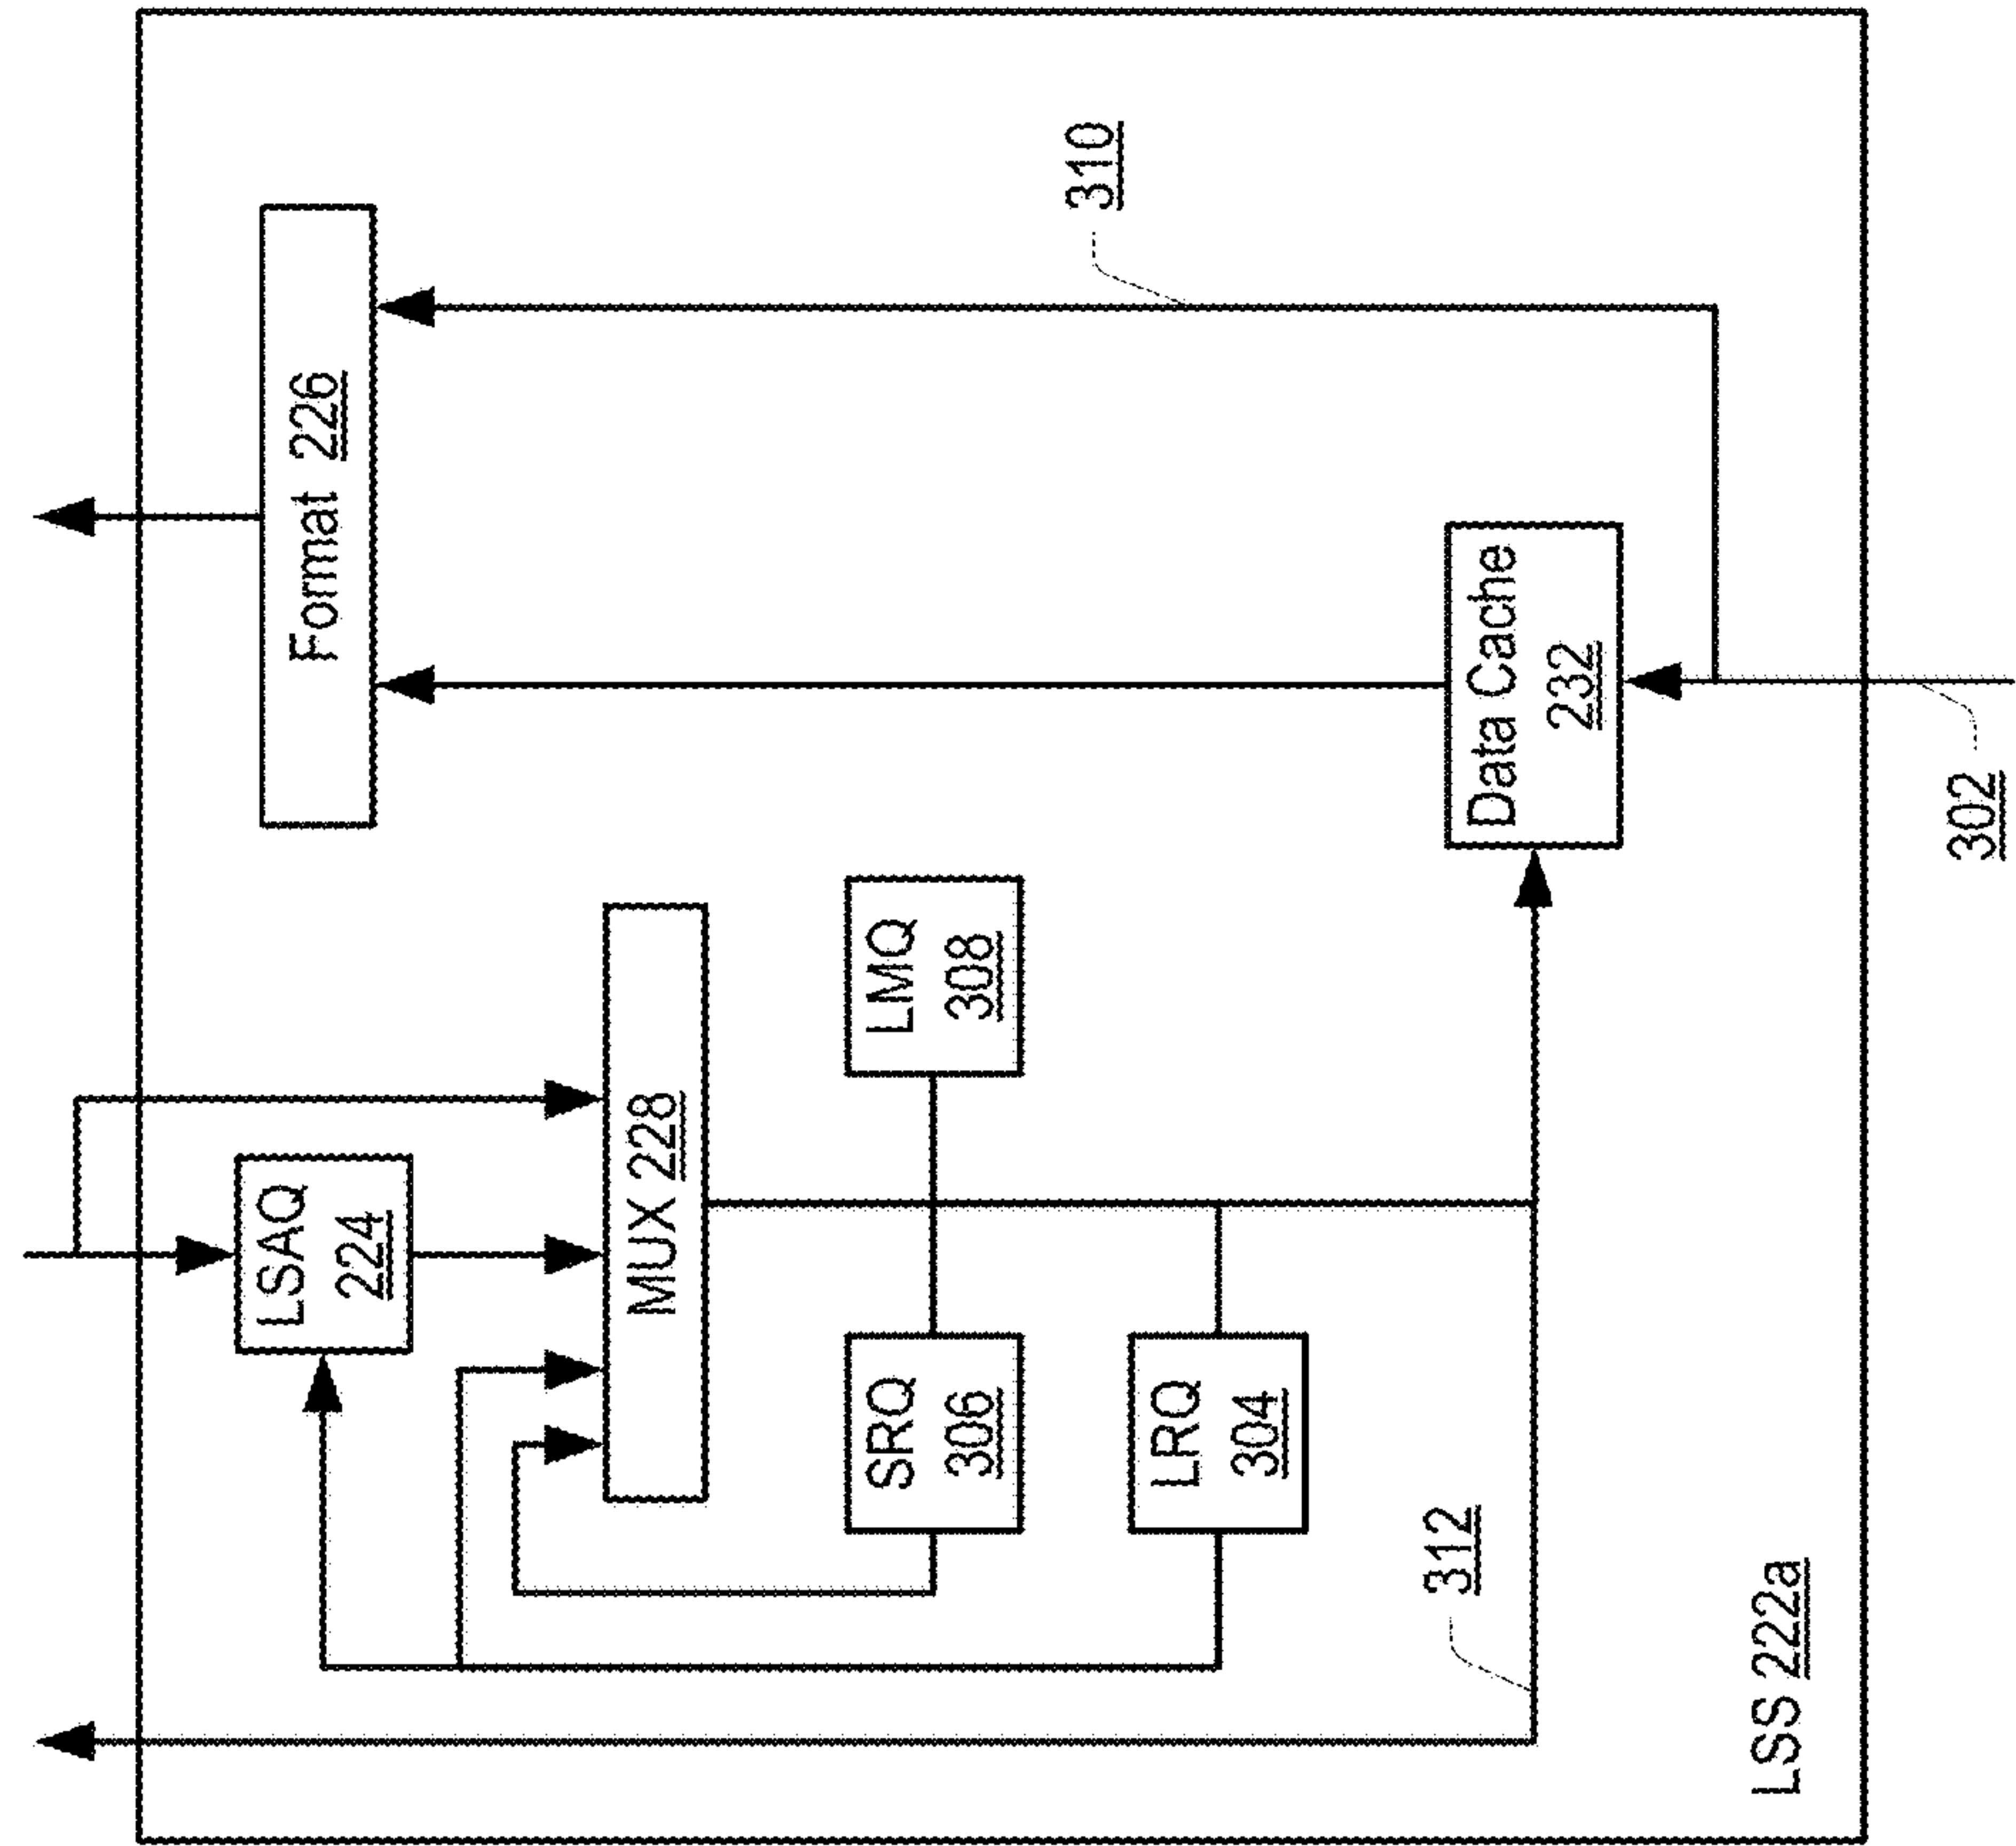 LSAQ
224
Format 226
MUX 228
SRQ
306
LMQ
308
310
LRQ
304
312
Data Cache
232
LSS 222a
302